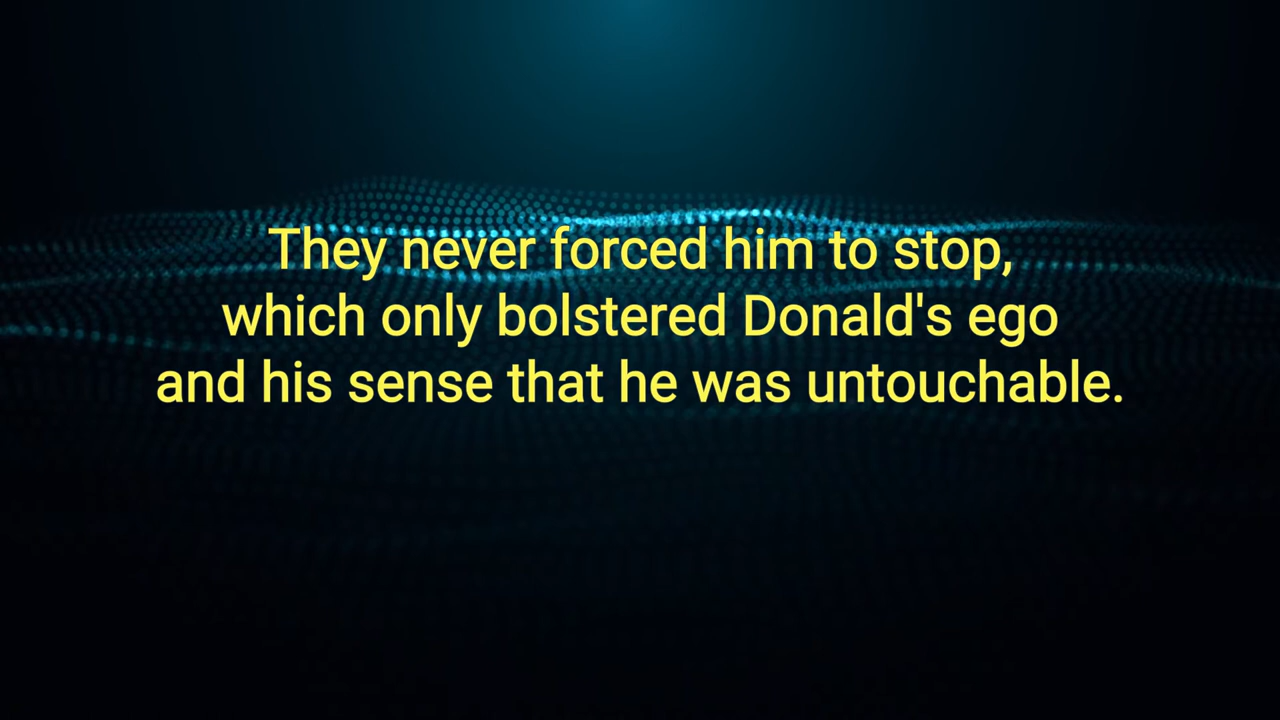 They never forced him to stop,
which only bolstered Donald's ego
and his sense that he was untouchable.